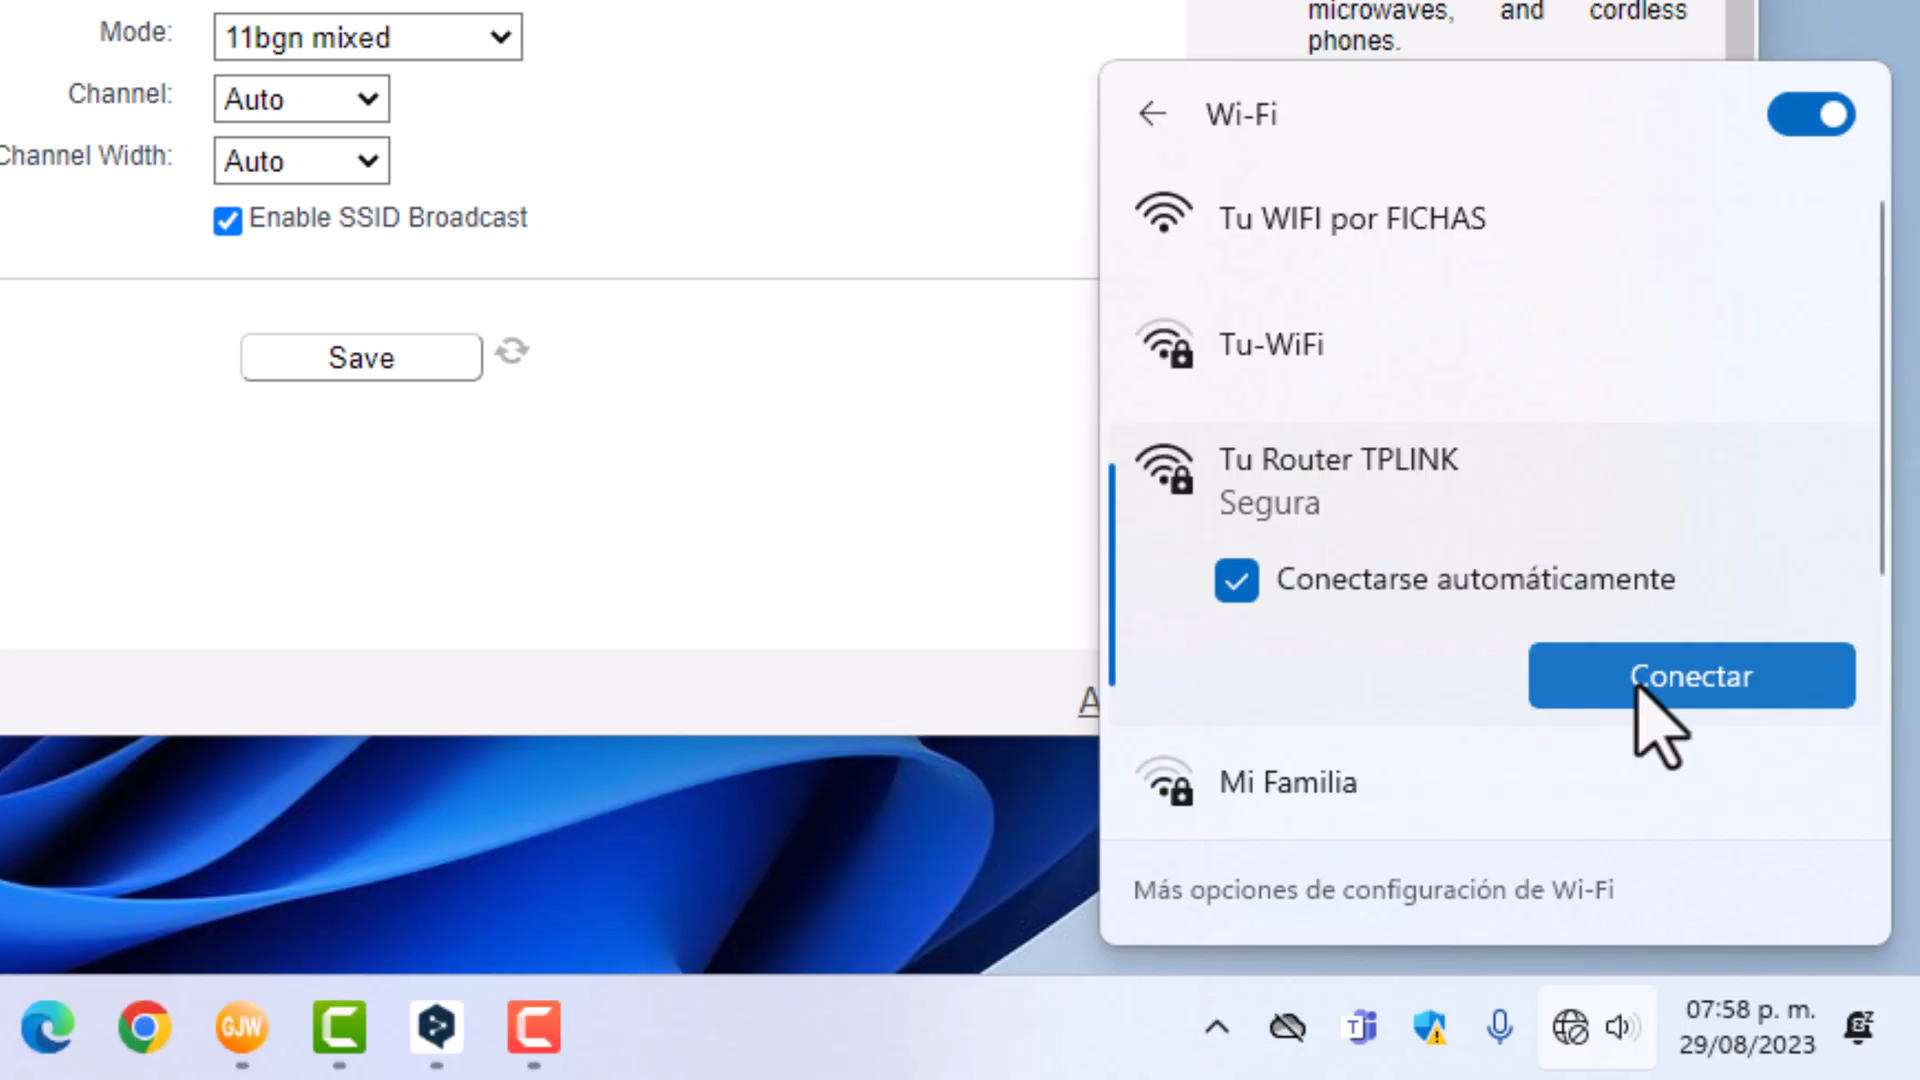 Mode:
11bgn mixed
Channel:
Auto
Channel Width:
Auto
Enable SSID Broadcast
Save
microwaves, and cordless
phones.
Wi-Fi
Tu WIFI por FICHAS
Tu-WiFi
Tu Router TPLINK
Segura
Conectarse automáticamente
Conectar
Mi Familia
Más opciones de configuración de Wi-Fi
A
GJW
07:58 p. m.
29/08/2023